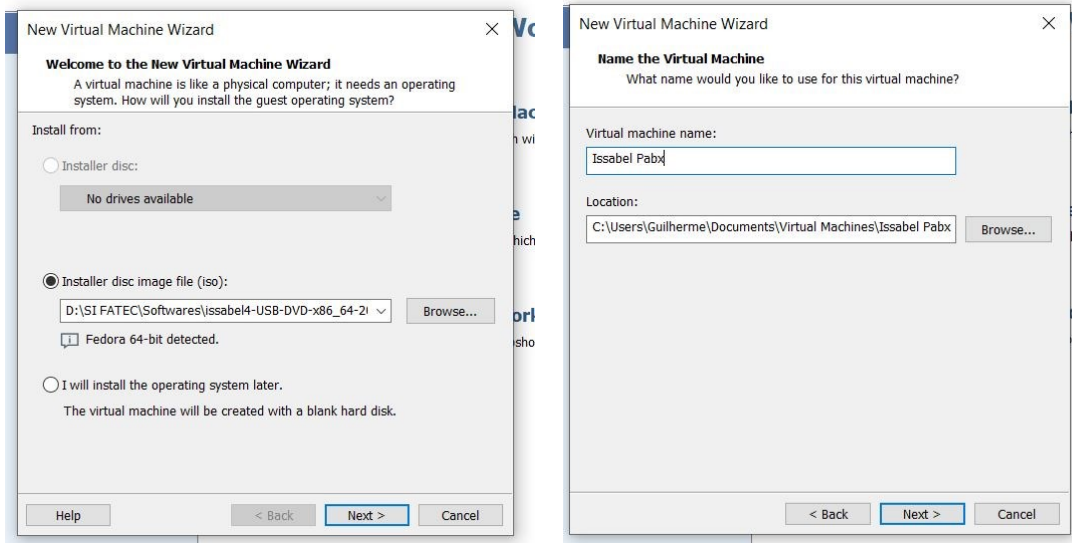 New Virtual Machine Wizard
Welcome to the New Virtual Machine Wizard
A virtual machine is like a physical computer; it needs an operating
system. How will you install the guest operating system?
Install from:
Installer disc:
No drives available
Installer disc image file (iso):
D:\SI FATEC\Softwares\issabel4-USB-DVD-x86_64-2
Browse...
Fedora 64-bit detected.
I will install the operating system later.
The virtual machine will be created with a blank hard disk.
Help
< Back
Next >
Cancel
New Virtual Machine Wizard
Name the Virtual Machine
What name would you like to use for this virtual machine?
Virtual machine name:
Issabel Pabx
Location:
C:\Users\Guilherme\Documents\Virtual Machines\Issabel Pabx
Browse...
< Back
Next >
Cancel